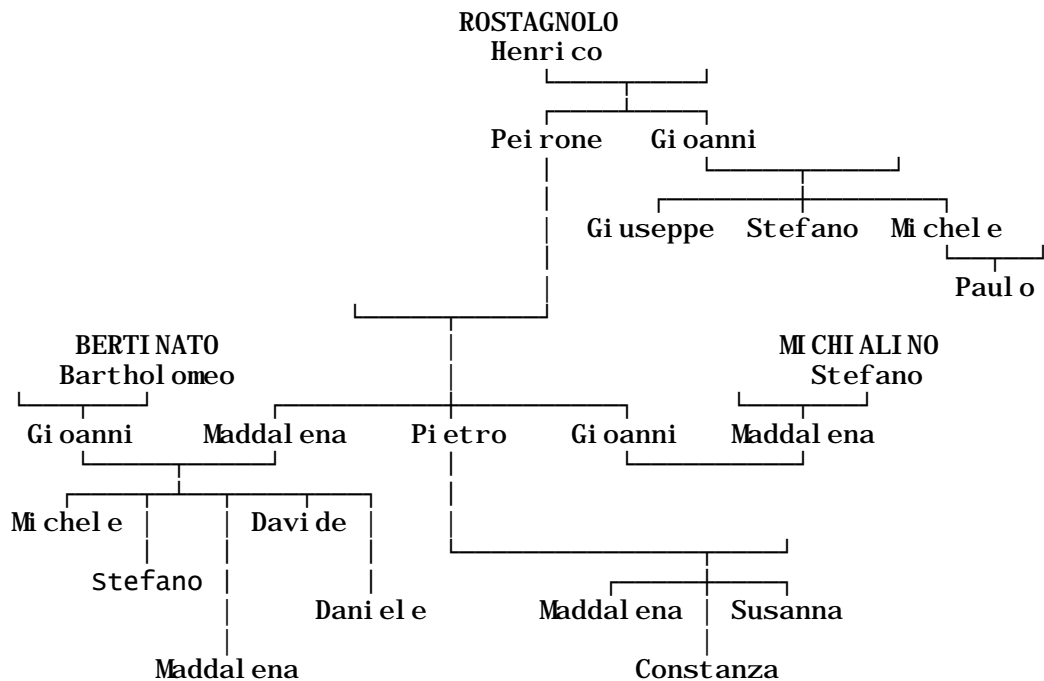 ROSTAGNOLO
Henrico
Peirone Gioanni
Giuseppe Stefano Michele
Paulo
BERTINATO MICHIALINO
Bartholomeo Stefano
Gioanni Maddalena Pietro Gioanni Maddalena
Michele Davide
Stefano
Daniele Maddalena Susanna
Maddalena Constanza